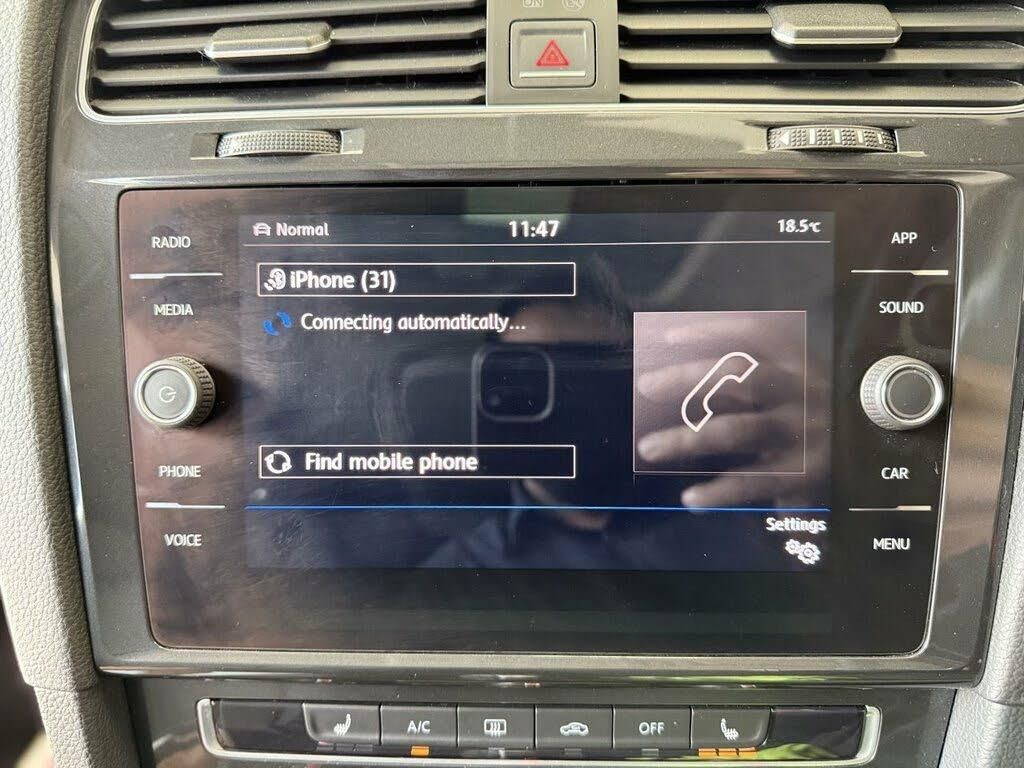 ON
Normal
11:47
18.5℃
RADIO
APP
iPhone (31)
MEDIA
SOUND
Connecting automatically...
PHONE
Find mobile phone
CAR
VOICE
Settings
MENU
A/C
OFF